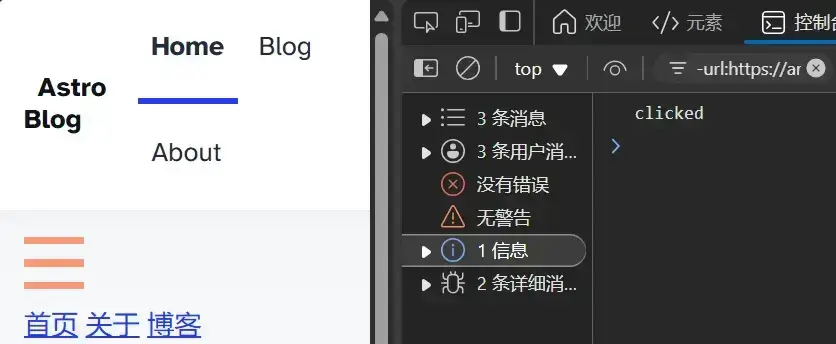 Home Blog
Astro
Blog
About
首页 关于 博客
欢迎 元素 控制台
top -url:https://ar
3 条消息
3 条用户消...
没有错误
无警告
1 信息
2 条详细消...
clicked